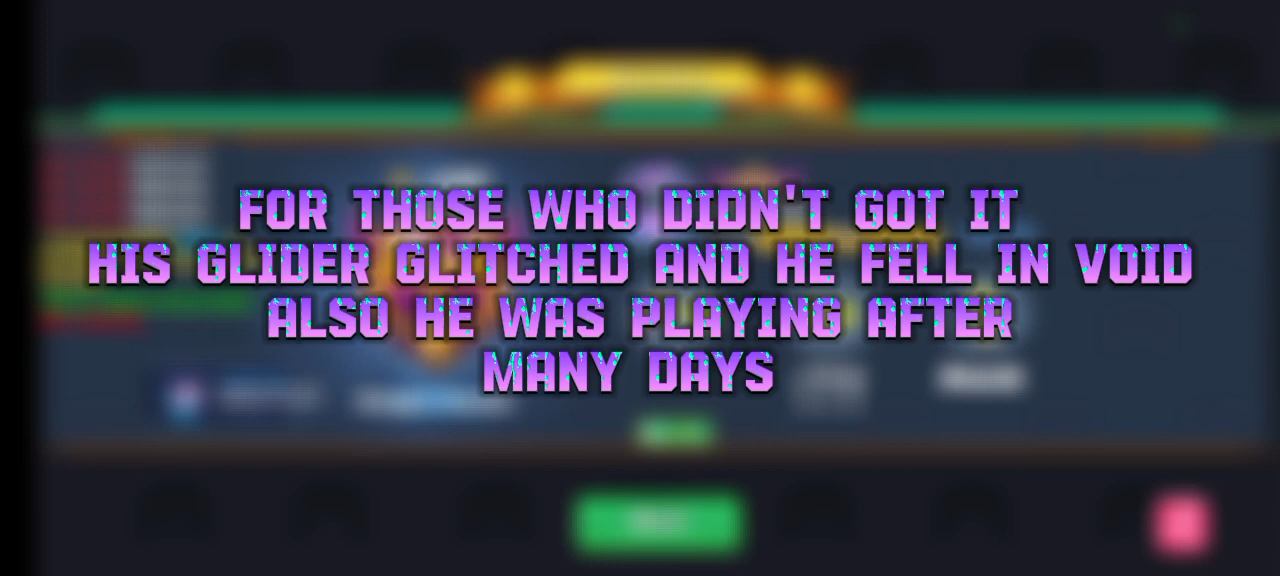 FOR THOSE WHO DIDN'T GOT IT
HIS GLIDER GLITCHED AND HE FELL IN VOID
ALSO HE WAS PLAYING AFTER
MANY DAYS